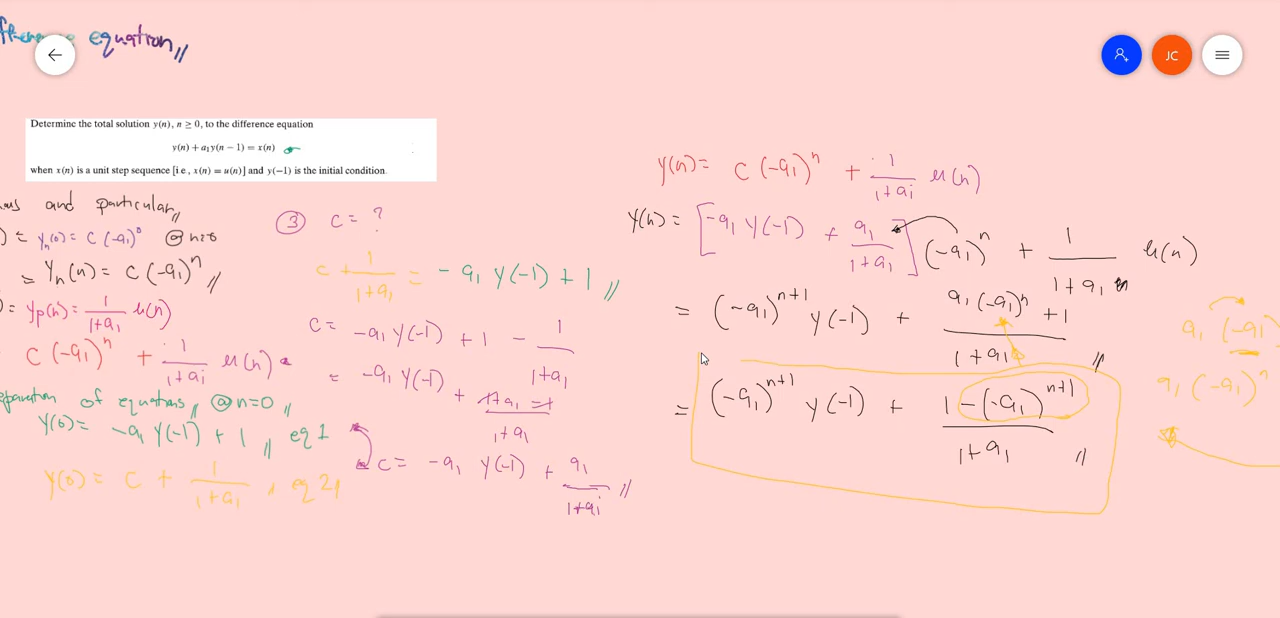 equation,,
JC
Determine the total solution y(n), n ≥ 0, to the difference equation
y(n) + a₁y(n − 1) = x(n)
when x(n) is a unit step sequence [i e, x(n) = u(n)] and y(−1) is the initial condition.
and particular,,
= yₕ(0) = C (-a₁)⁰ @n=0
= yₕ(n) = C (-a₁)ⁿ //
= yp(n) = 1/(1+a₁) u(n)
C (-a₁)ⁿ + 1/(1+a₁) u(n)
of equations,, @n=0 ,,
y(0) = -a₁ y(-1) + 1 ,, eq 1
y(0) = C + 1/(1+a₁) , eq 2,
③ C = ?
C + 1/(1+a₁) = -a₁ y(-1) + 1 //
C = -a₁ y(-1) + 1 - 1/(1+a₁)
= -a₁ y(-1) + (1+a₁-1)/(1+a₁)
C = -a₁ y(-1) + a₁/(1+a₁) //
y(n) = C (-a₁)ⁿ + 1/(1+a₁) u(n)
y(n) = [-a₁ y(-1) + a₁/(1+a₁)] (-a₁)ⁿ + 1/(1+a₁) u(n)
= (-a₁)ⁿ⁺¹ y(-1) + (a₁(-a₁)ⁿ + 1)/(1+a₁) //
= (-a₁)ⁿ⁺¹ y(-1) + (1 - (-a₁)ⁿ⁺¹)/(1+a₁) //
a₁ (-a₁)
a₁ (-a₁)ⁿ